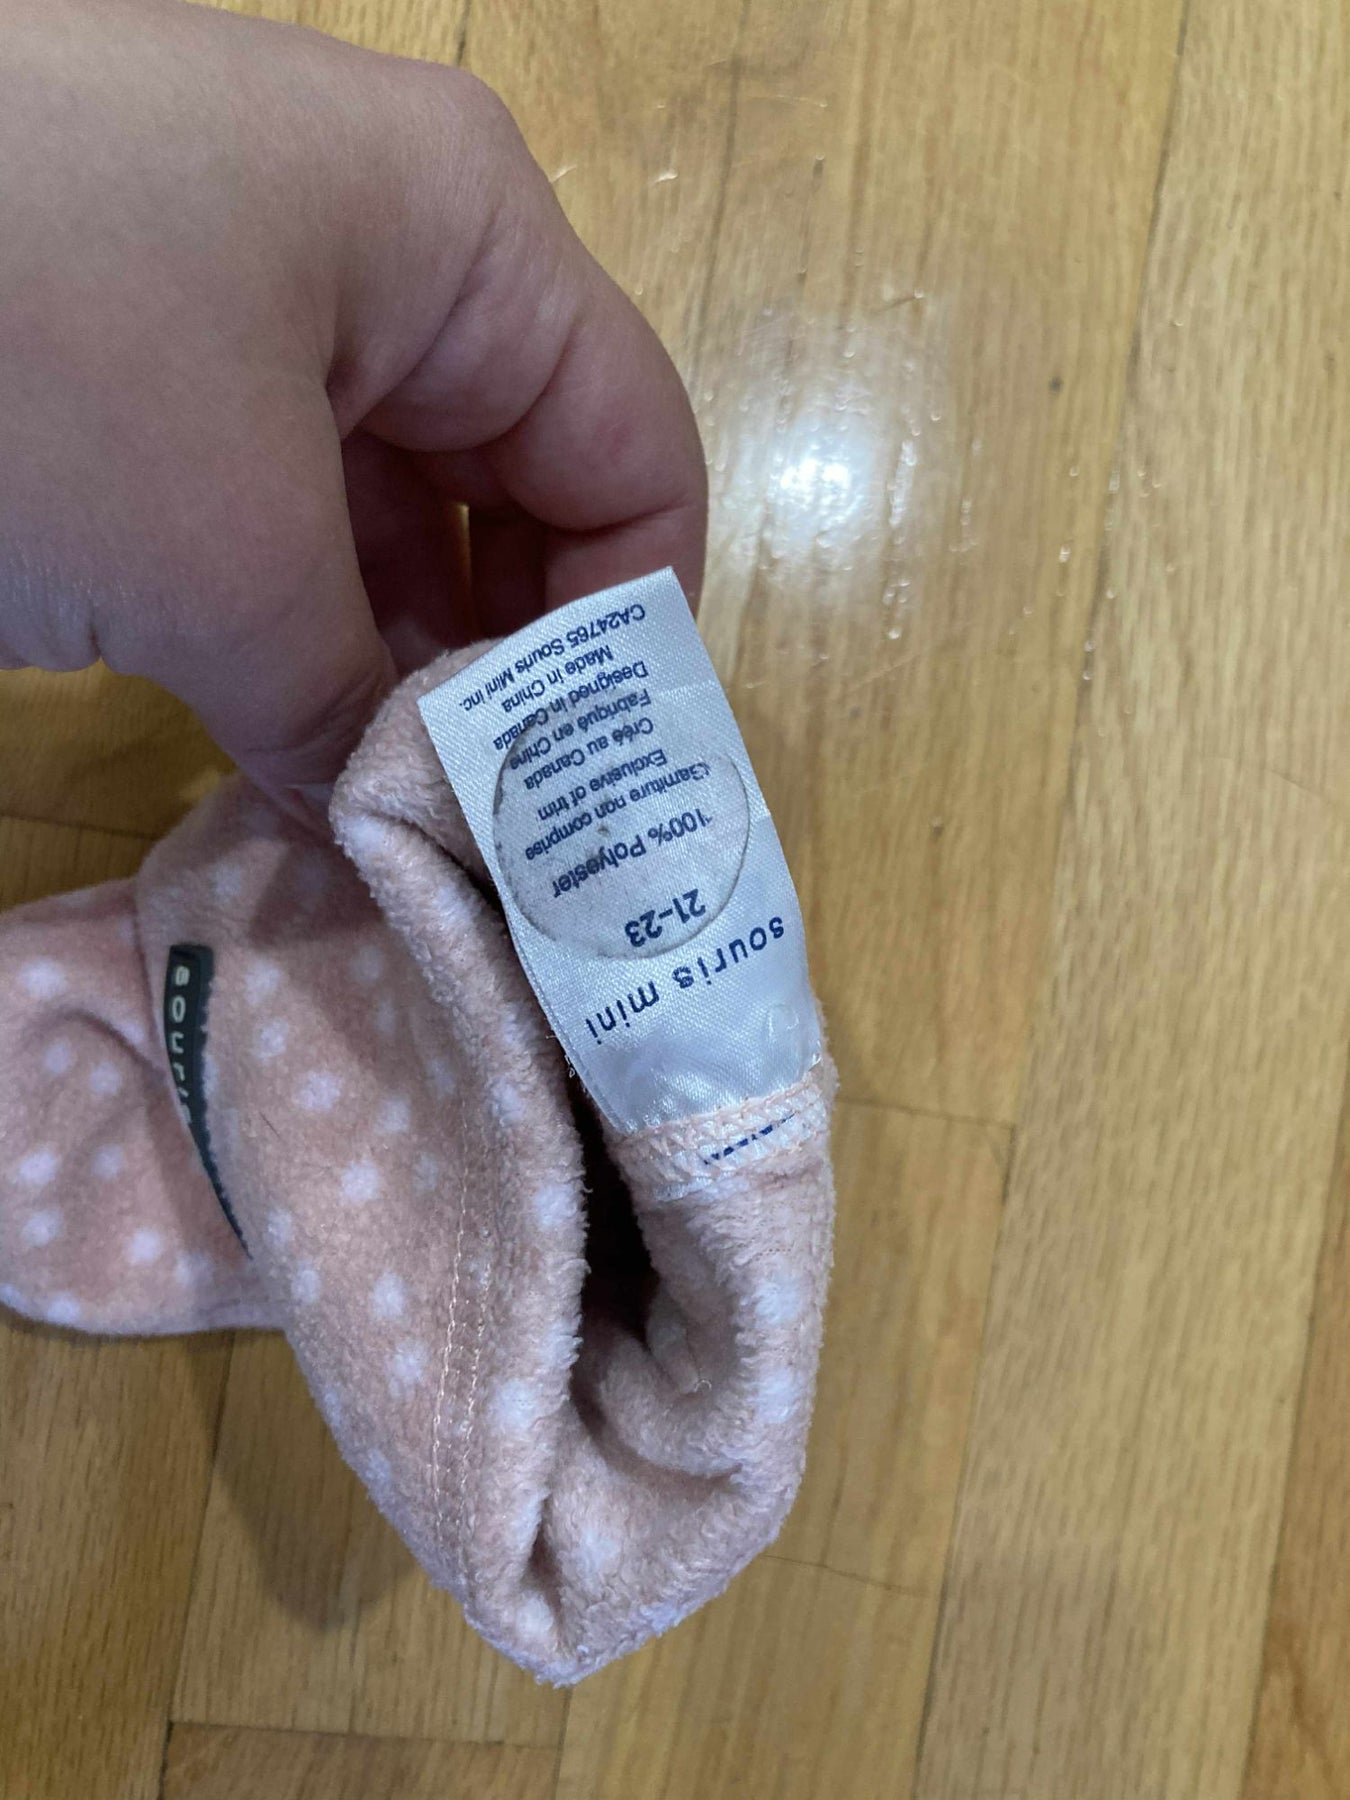 souris mini
21-23
100% Polyester
Garniture non comprise
Exclusive of trim
Créé au Canada
Fabriqué en Chine
Designed in Canada
Made in China
CA24765 Souris Mini inc.
souris